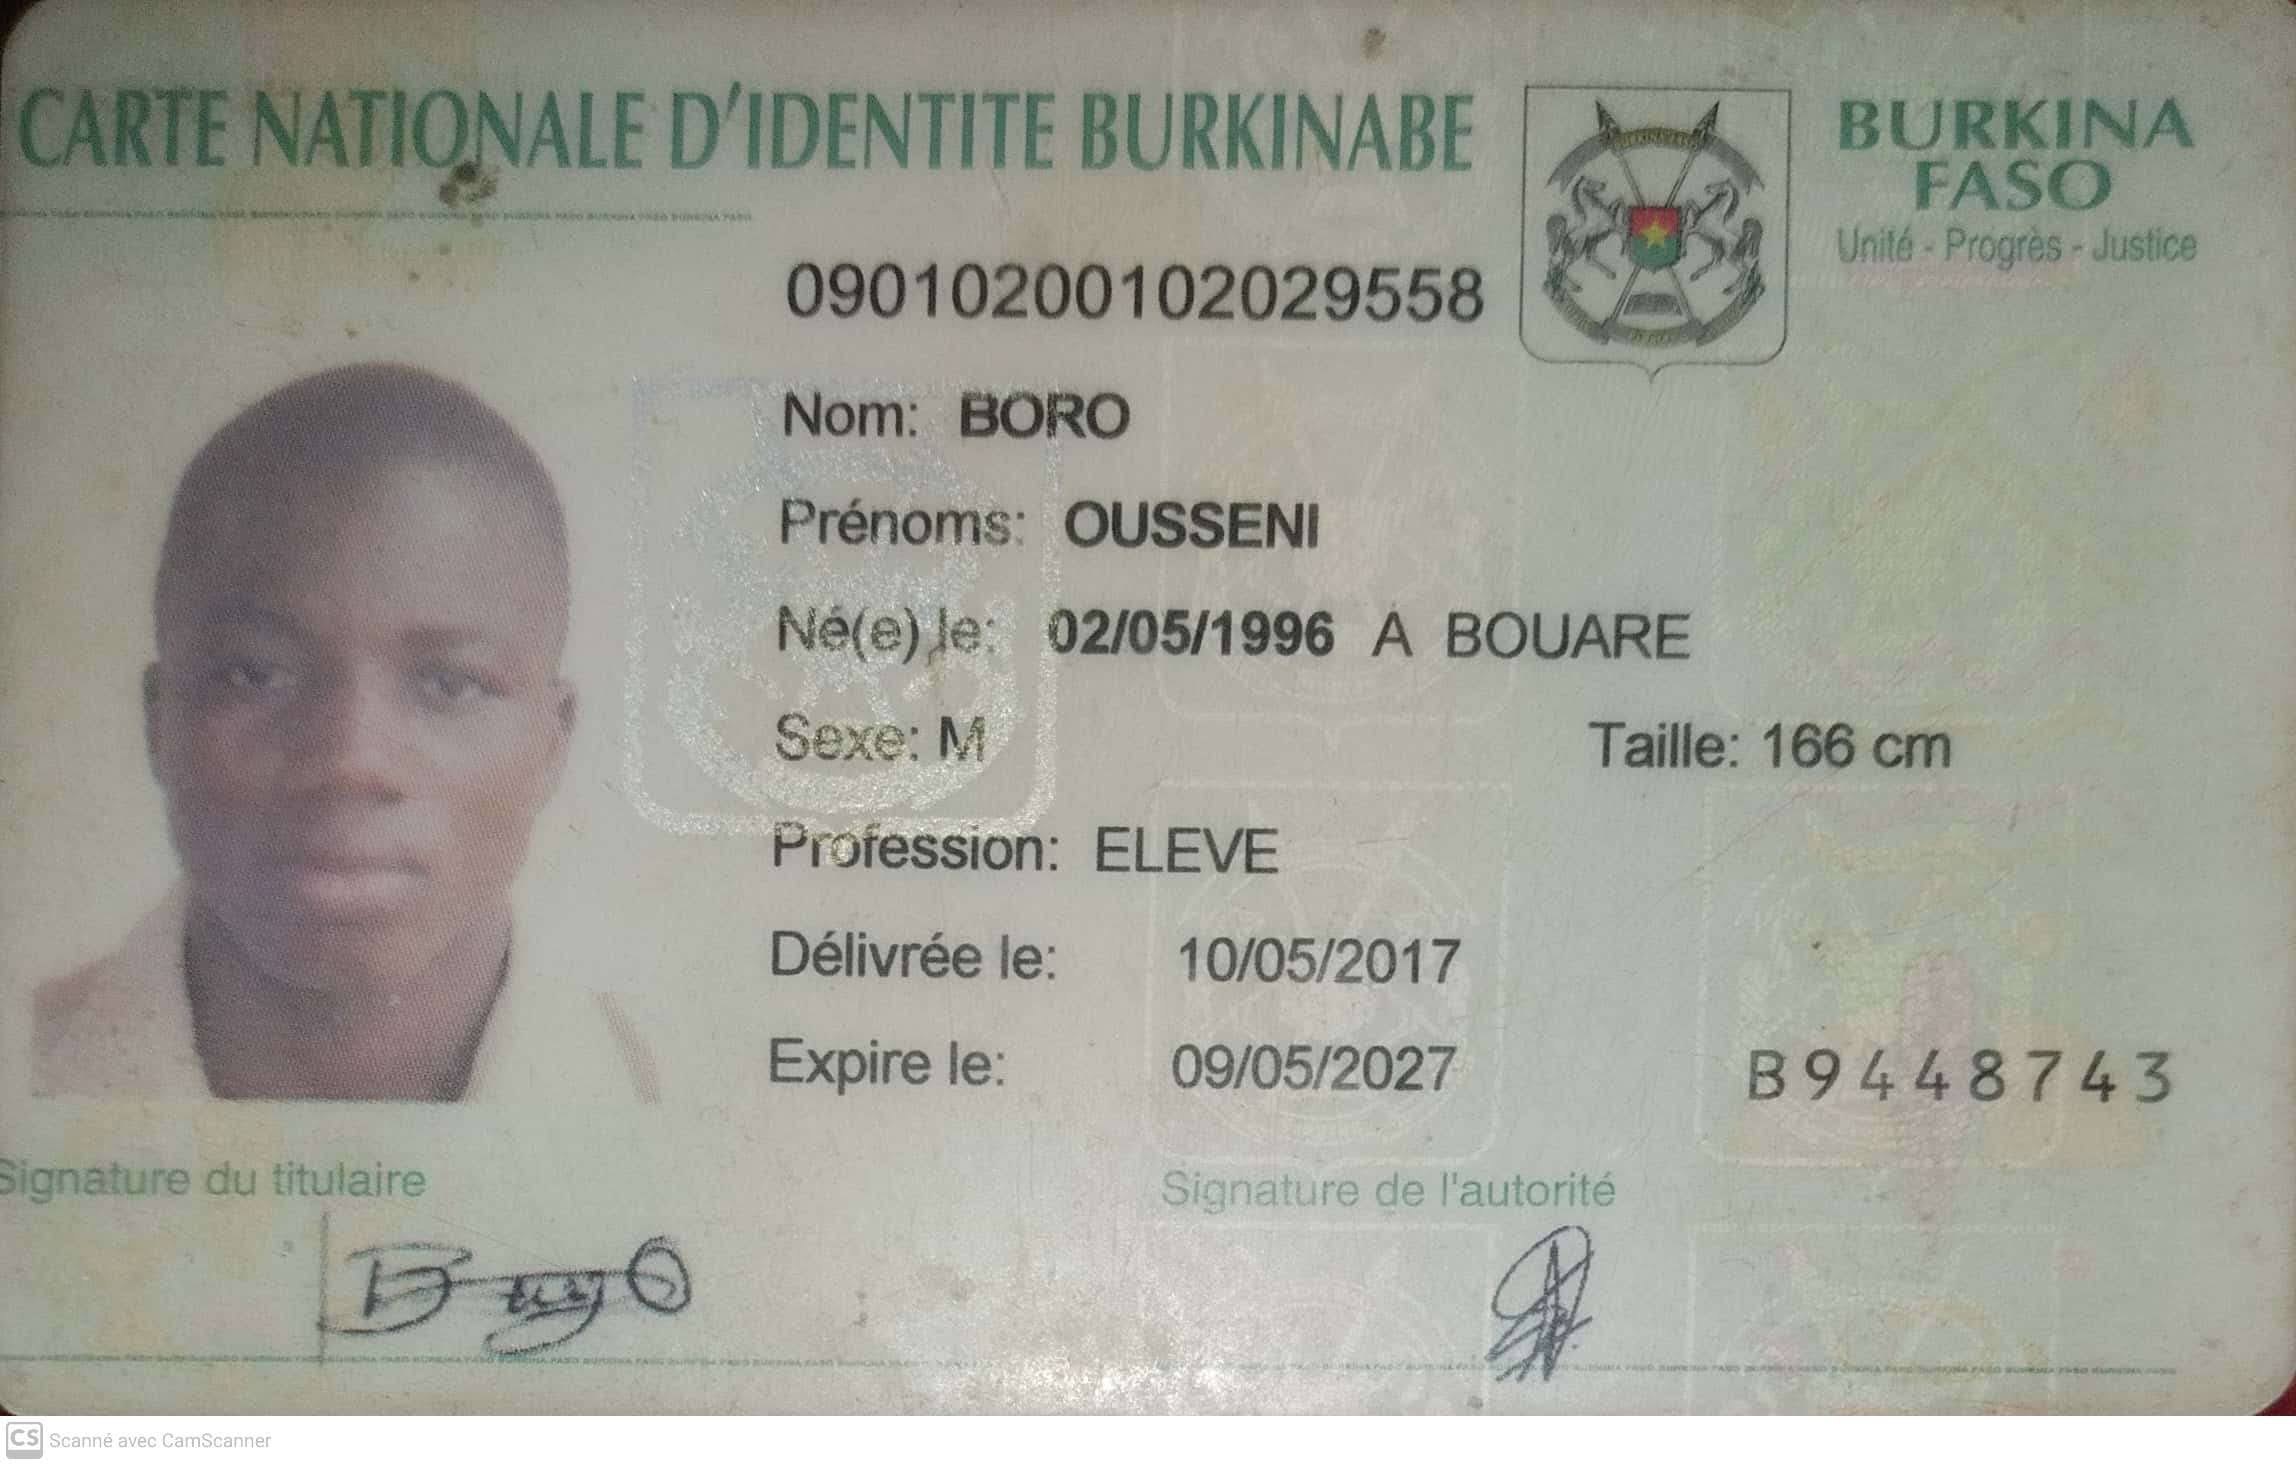 CARTE NATIONALE D'IDENTITE BURKINABE
BURKINA
FASO
Unité - Progrès - Justice
09010200102029558
Nom: BORO
Prénoms: OUSSENI
Né(e) le: 02/05/1996 A BOUARE
Sexe: M Taille: 166 cm
Profession: ELEVE
Délivrée le: 10/05/2017
Expire le: 09/05/2027
B9448743
Signature du titulaire
Signature de l'autorité
CS Scanné avec CamScanner